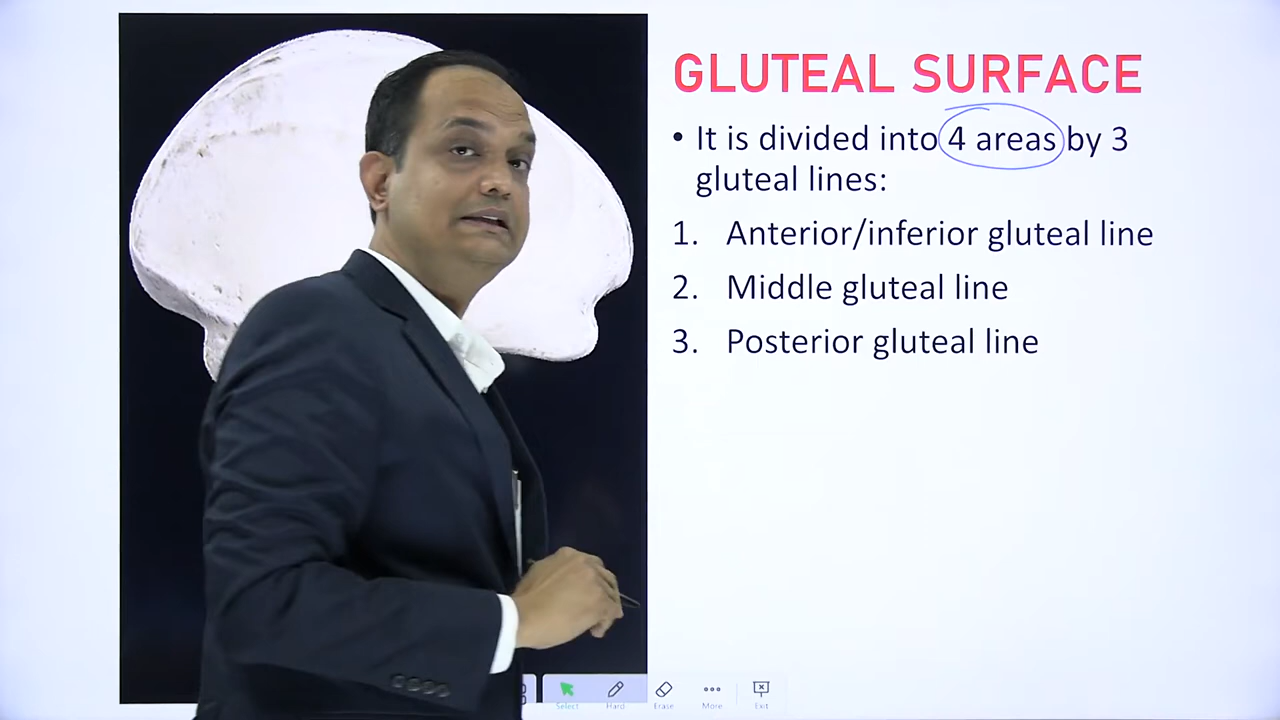 GLUTEAL SURFACE
• It is divided into 4 areas by 3
gluteal lines:
1. Anterior/inferior gluteal line
2. Middle gluteal line
3. Posterior gluteal line
Select Hard Erase More Exit